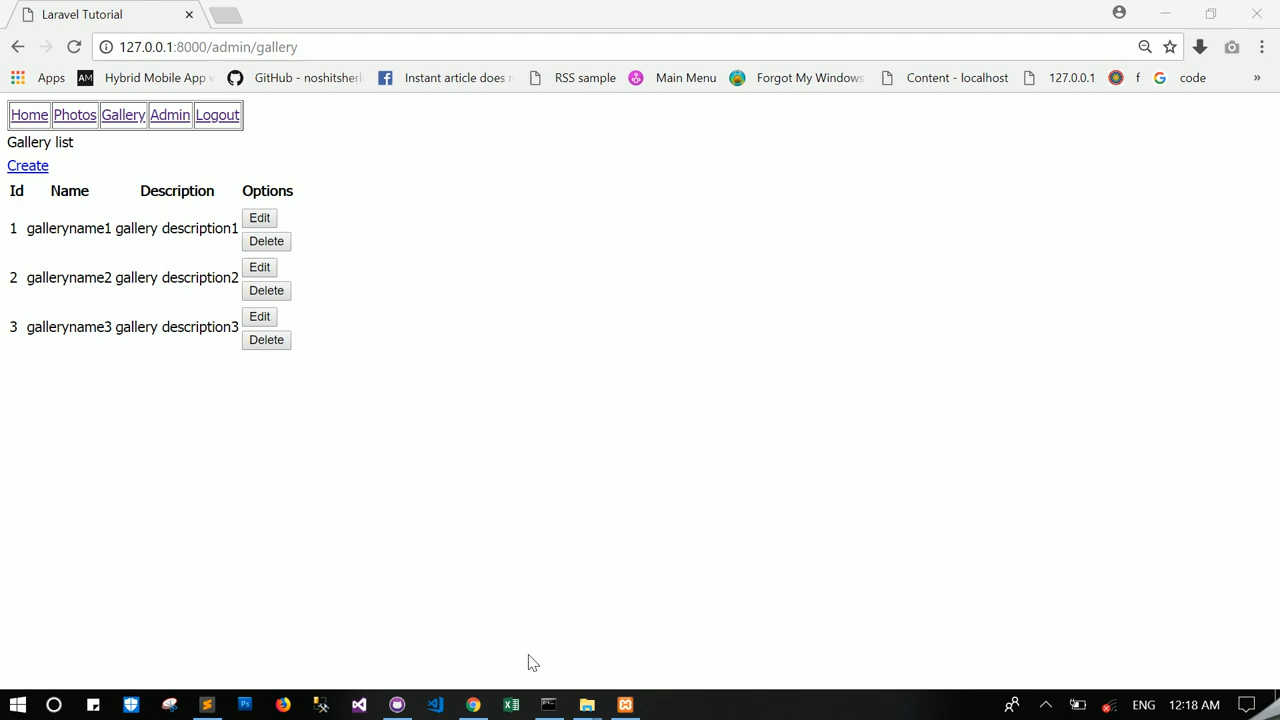 Laravel Tutorial
127.0.0.1:8000/admin/gallery
Apps AM Hybrid Mobile App GitHub - noshitsherl Instant article does RSS sample Main Menu Forgot My Windows Content - localhost 127.0.0.1 f G code »
Home Photos Gallery Admin Logout
Gallery list
Create
Id Name Description Options
1 galleryname1 gallery description1 Edit Delete
2 galleryname2 gallery description2 Edit Delete
3 galleryname3 gallery description3 Edit Delete
ENG 12:18 AM